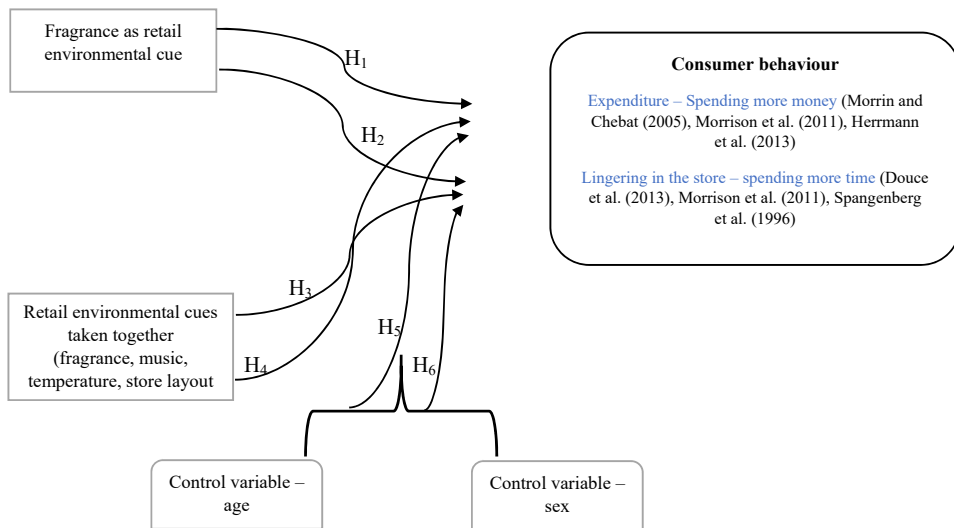 Fragrance as retail
environmental cue
H1
H2
Consumer behaviour
Expenditure – Spending more money (Morrin and
Chebat (2005), Morrison et al. (2011), Herrmann
et al. (2013)
Lingering in the store – spending more time (Douce
et al. (2013), Morrison et al. (2011), Spangenberg
et al. (1996)
Retail environmental cues
taken together
(fragrance, music,
temperature, store layout
H3
H4
H5
H6
Control variable –
age
Control variable –
sex